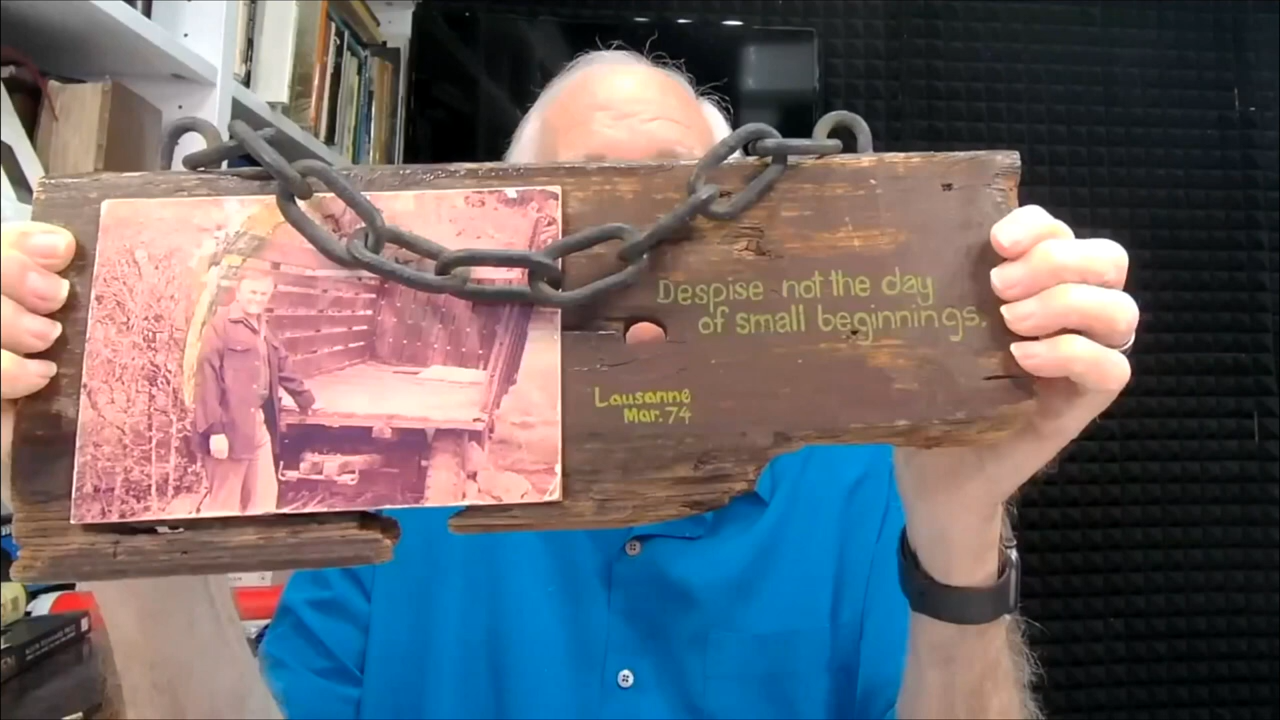 Despise not the day
of small beginnings.
Lausanne
Mar. 74